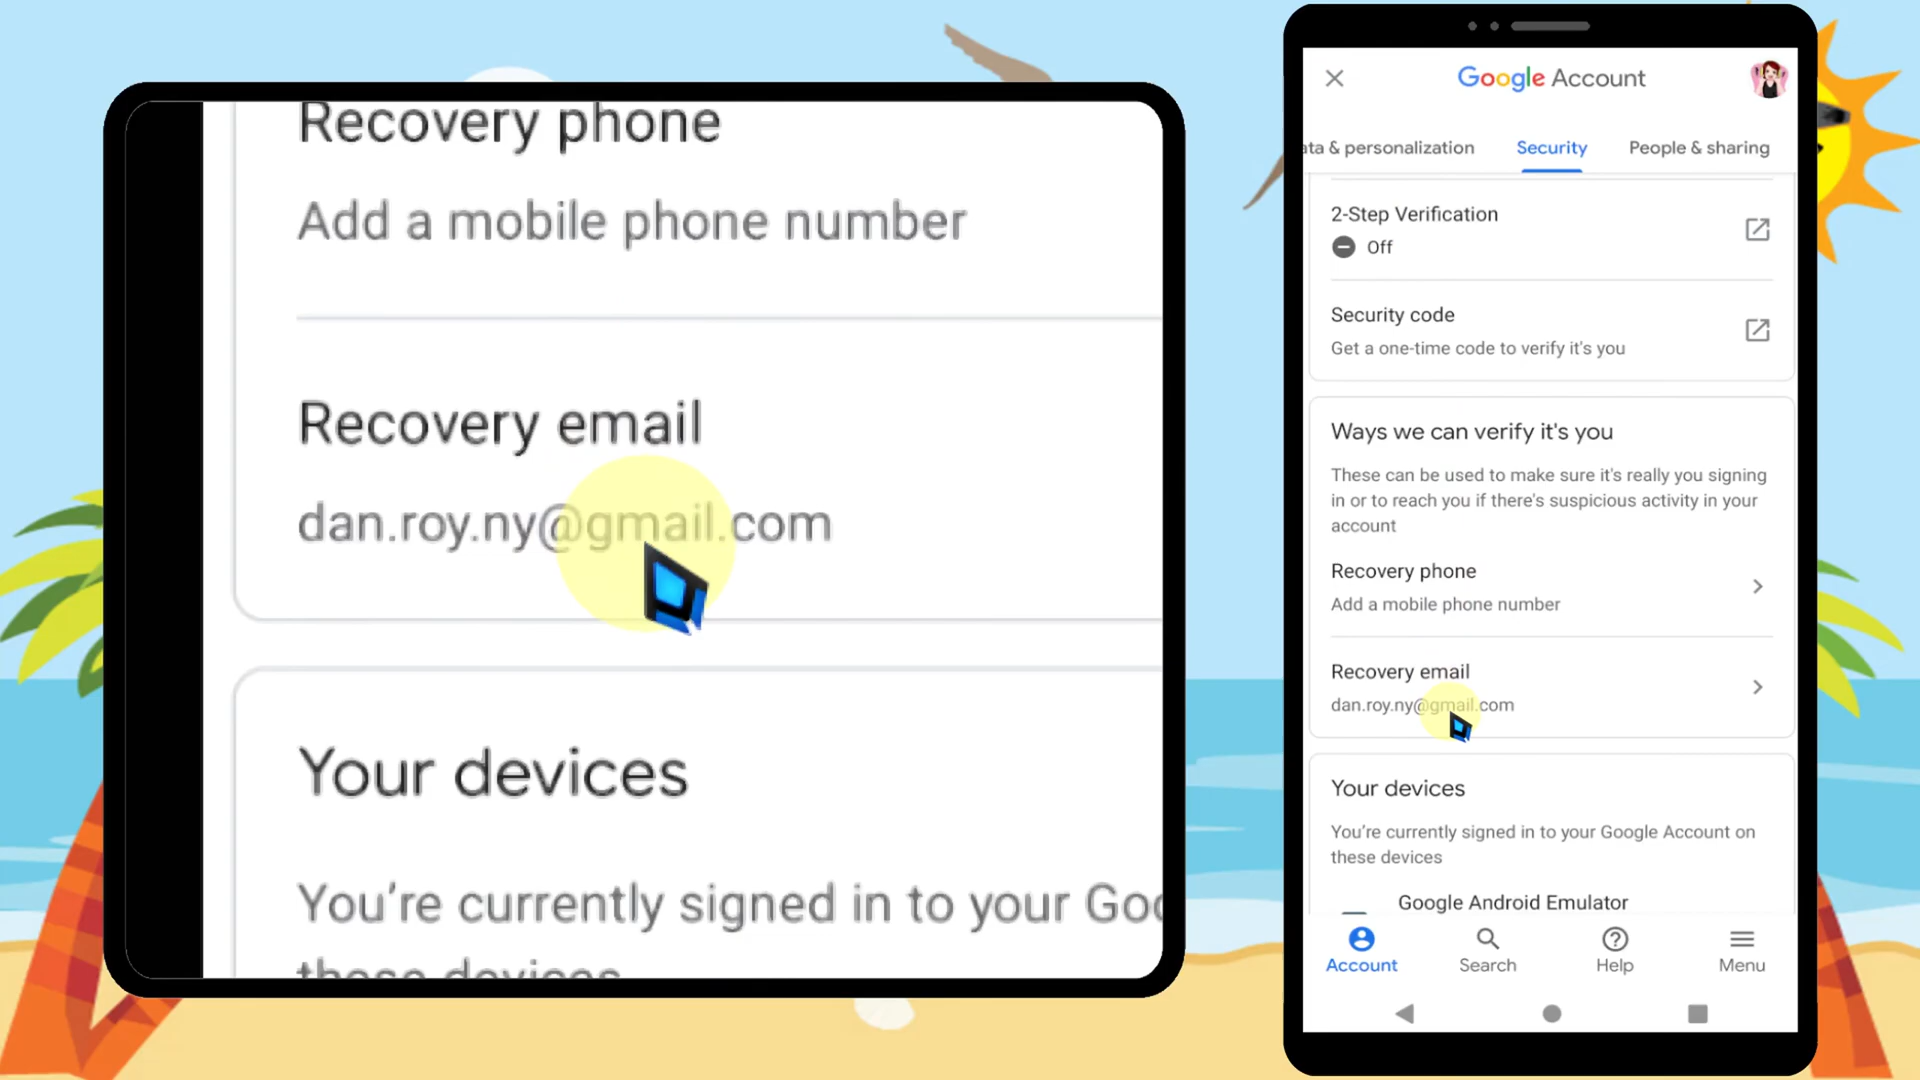 Recovery phone
Add a mobile phone number
Recovery email
dan.roy.ny@gmail.com
Your devices
You're currently signed in to your Goo
these devices
Google Account
ata & personalization Security People & sharing
2-Step Verification
Off
Security code
Get a one-time code to verify it's you
Ways we can verify it's you
These can be used to make sure it's really you signing
in or to reach you if there's suspicious activity in your
account
Recovery phone
Add a mobile phone number
Recovery email
dan.roy.ny@gmail.com
Your devices
You're currently signed in to your Google Account on
these devices
Google Android Emulator
Account Search Help Menu